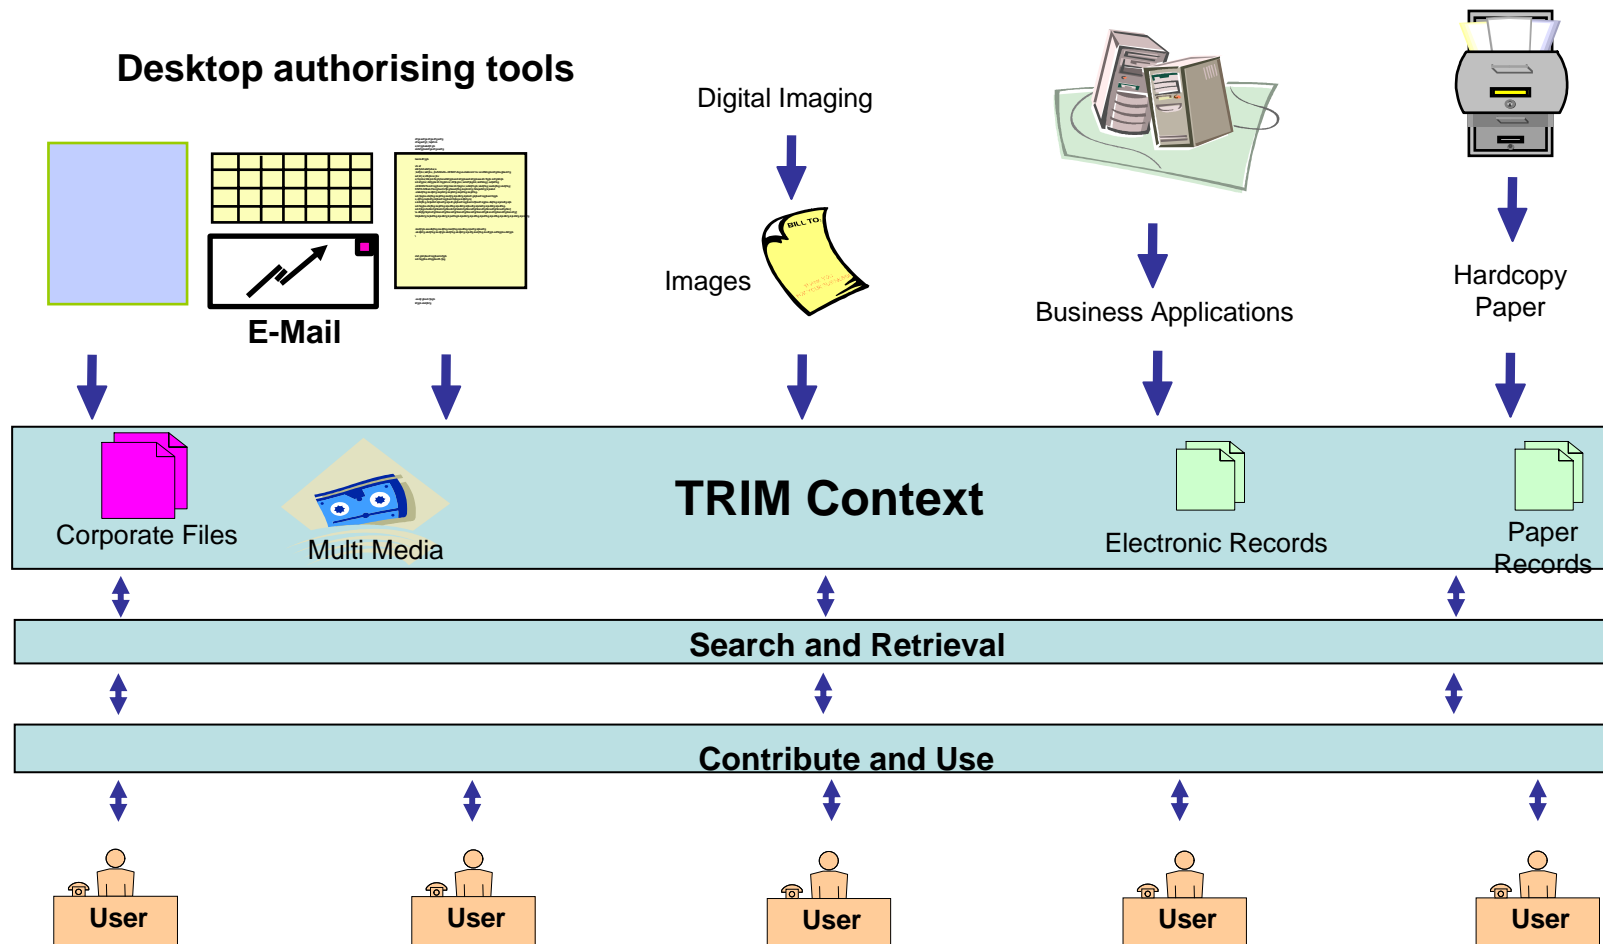 Desktop authorising tools
Digital Imaging
BILL TO:
Images
E-Mail
Business Applications
Hardcopy
Paper
TRIM Context
Corporate Files
Multi Media
Electronic Records
Paper
Records
Search and Retrieval
Contribute and Use
User
User
User
User
User